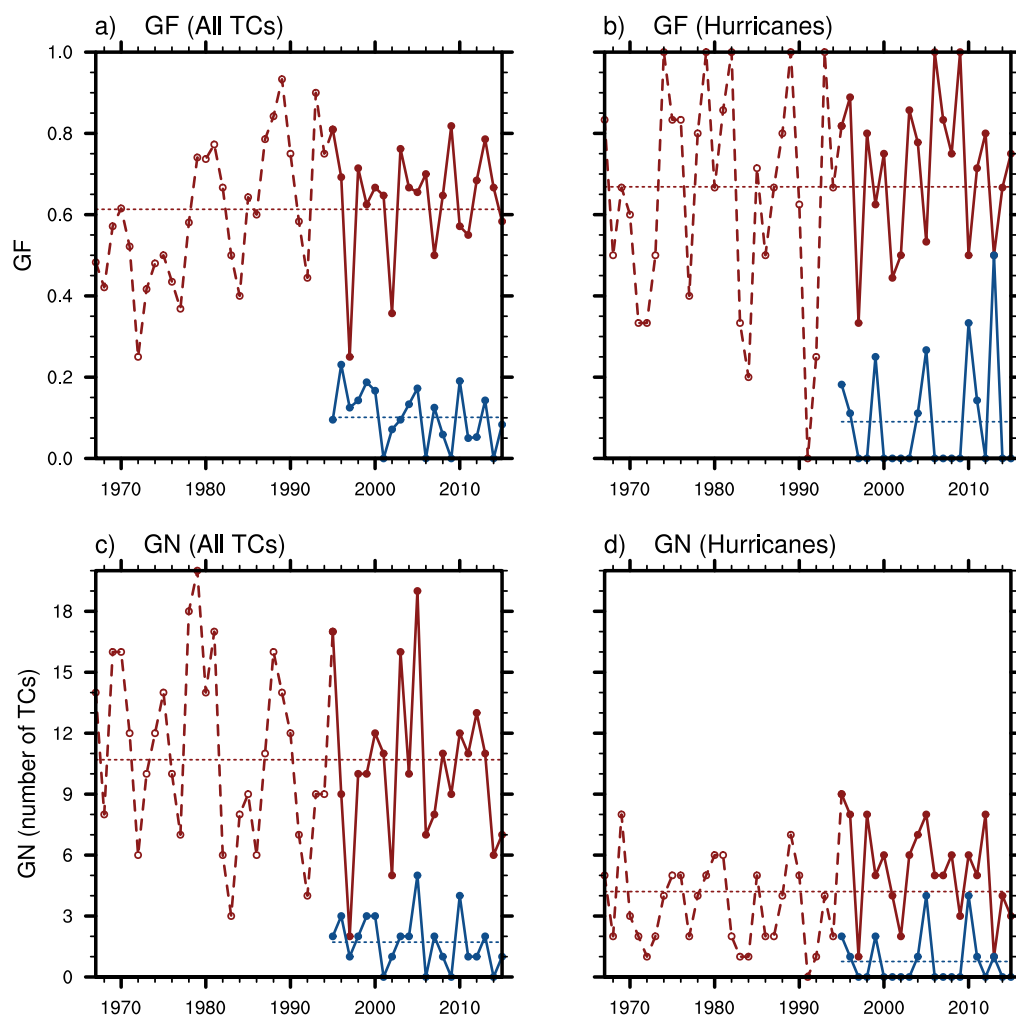 a) GF (All TCs)
b) GF (Hurricanes)
1.0
0.8
0.6
0.4
0.2
0.0
GF
1970 1980 1990 2000 2010
1970 1980 1990 2000 2010
c) GN (All TCs)
d) GN (Hurricanes)
18
15
12
9
6
3
0
GN (number of TCs)
1970 1980 1990 2000 2010
1970 1980 1990 2000 2010